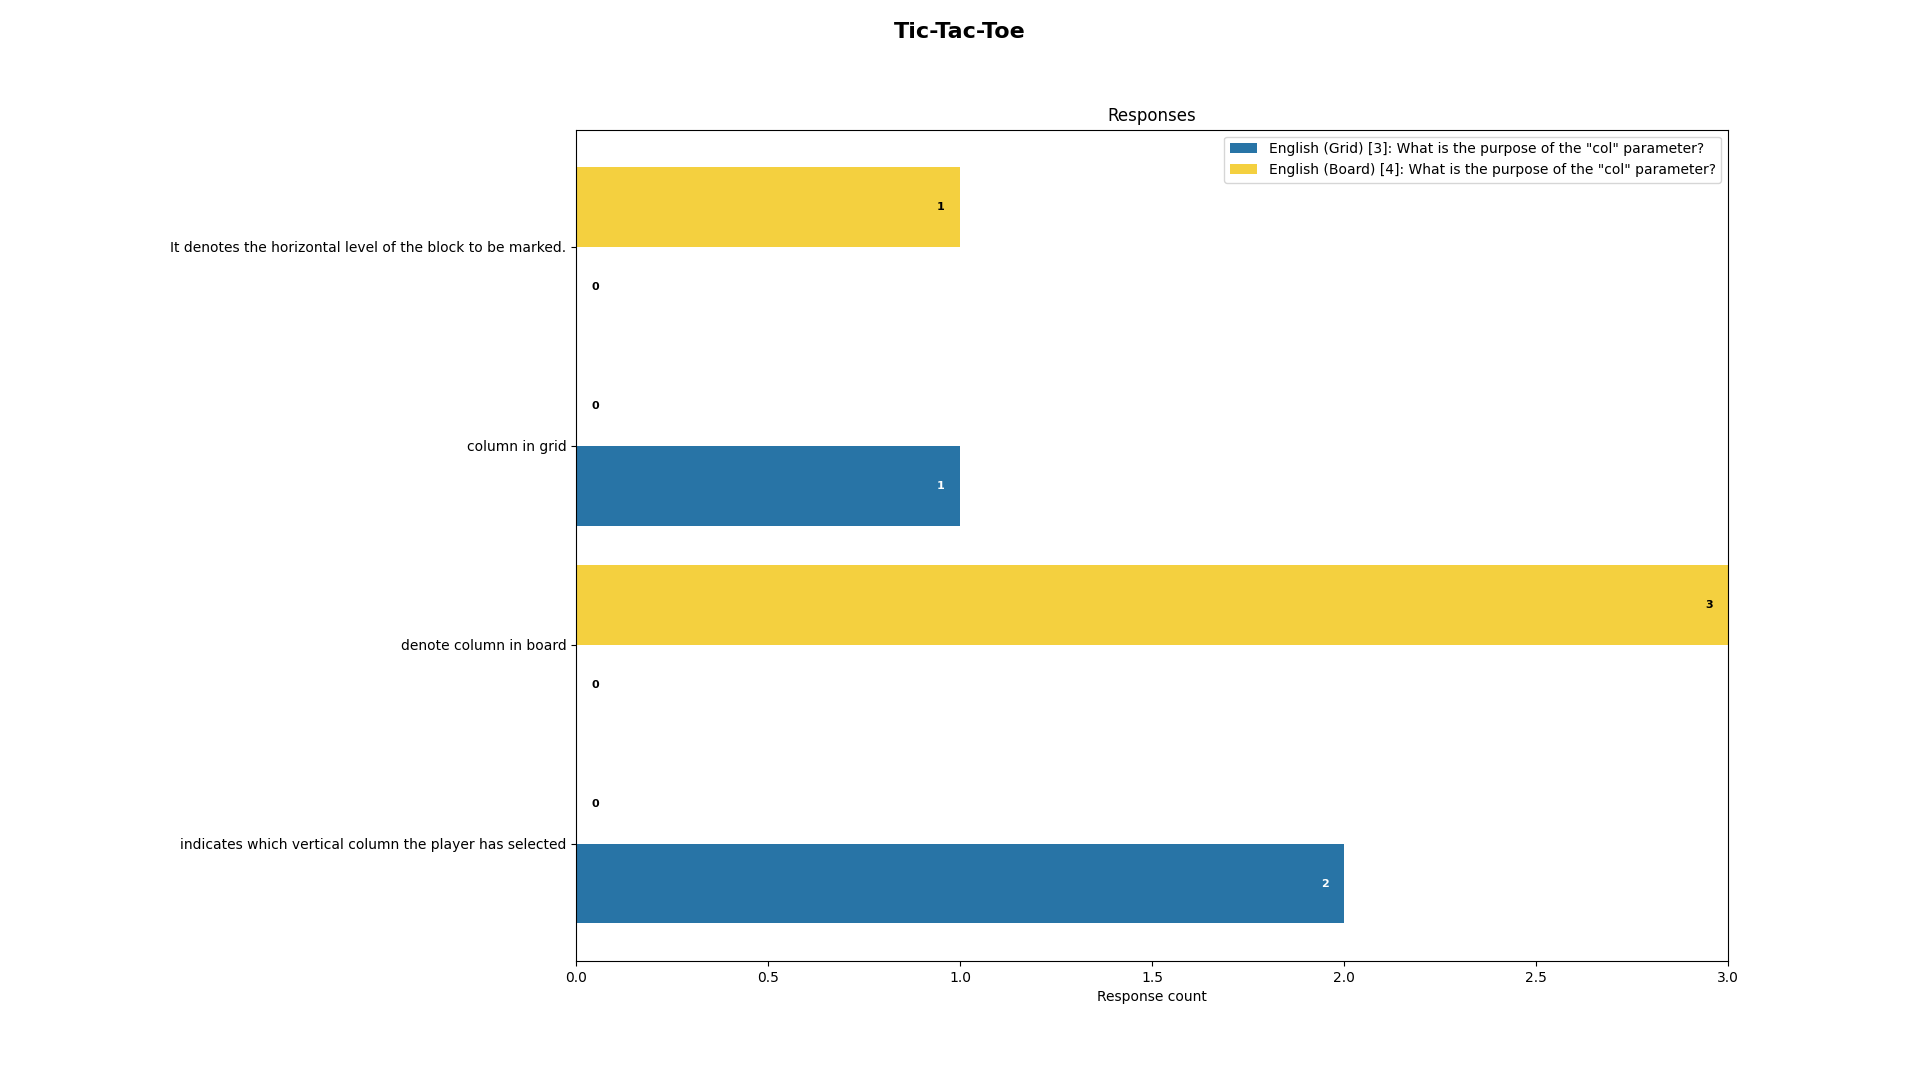 Tic-Tac-Toe
Responses
English (Grid) [3]: What is the purpose of the "col" parameter?
English (Board) [4]: What is the purpose of the "col" parameter?
1
It denotes the horizontal level of the block to be marked.
0
0
column in grid
1
3
denote column in board
0
0
indicates which vertical column the player has selected
2
0.0 0.5 1.0 1.5 2.0 2.5 3.0
Response count